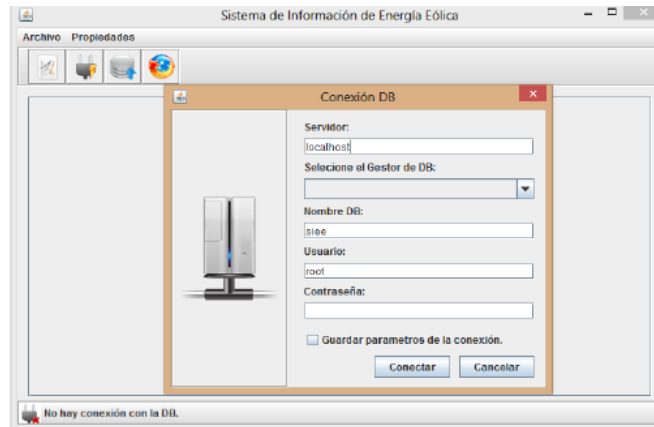 Sistema de Información de Energía Eólica
Archivo Propiedades
Conexión DB
Servidor:
localhost
Selecione el Gestor de DB:
Nombre DB:
siee
Usuario:
root
Contraseña:
Guardar parametros de la conexión.
Conectar Cancelar
No hay conexión con la DB.